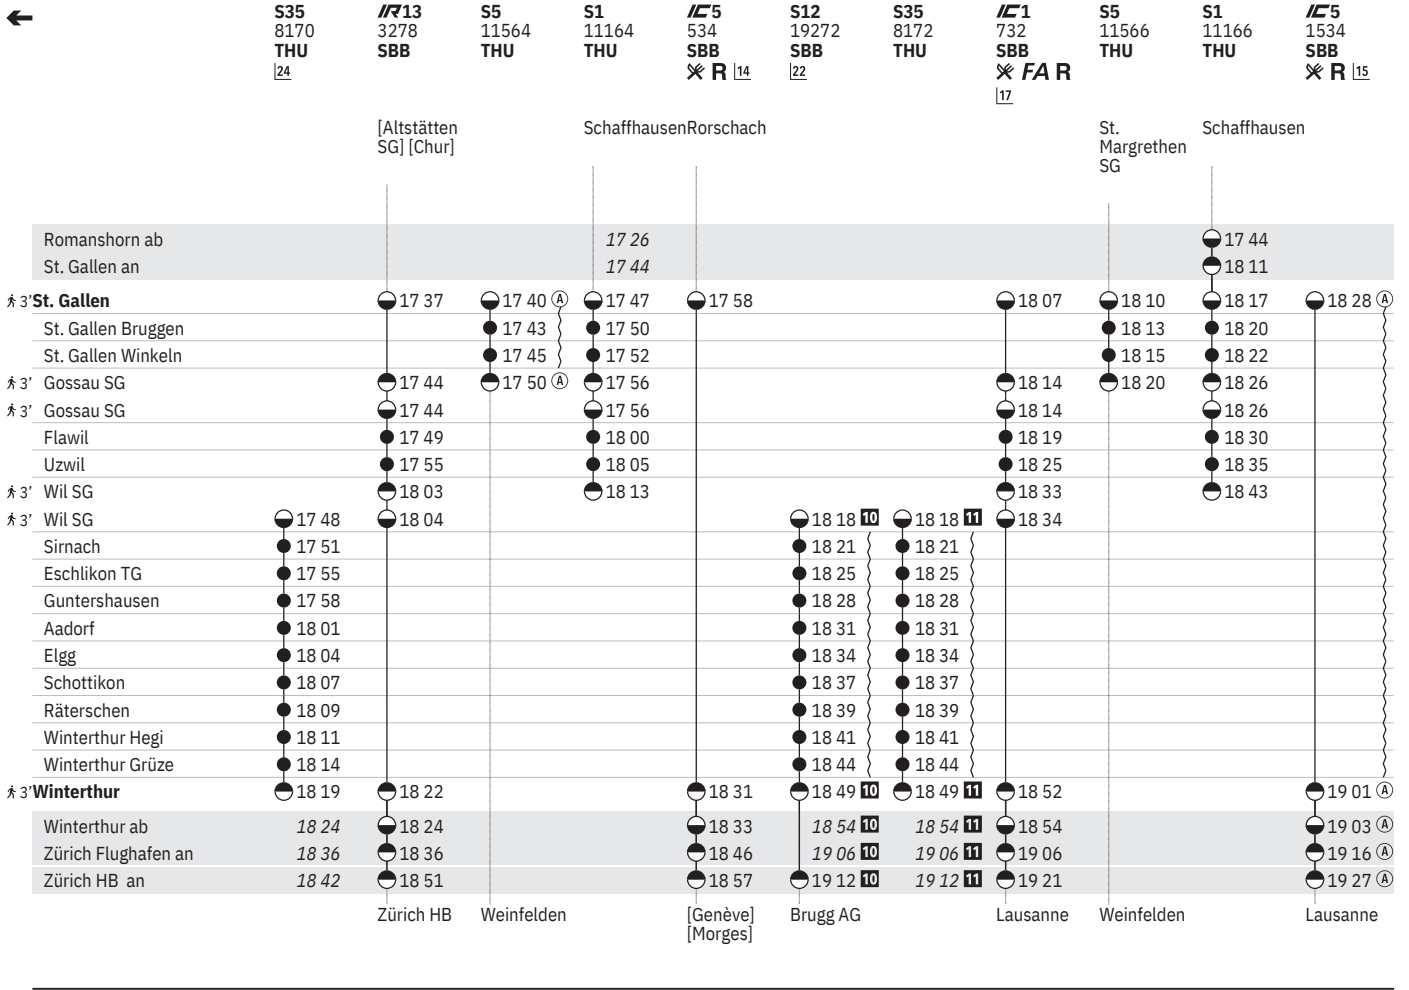 S35 IR13 S5 S1 IC5 S12 S35 IC1 S5 S1 IC5
8170 3278 11564 11164 534 19272 8172 732 11566 11166 1534
THU SBB THU THU SBB SBB THU SBB THU THU SBB
24 R 14 22 FA R R 15
17
[Altstätten Schaffhausen Rorschach St. Schaffhausen
SG] [Chur] Margrethen
SG
Romanshorn ab 17 26 17 44
St. Gallen an 17 44 18 11
3’ St. Gallen 17 37 17 40 A 17 47 17 58 18 07 18 10 18 17 18 28 A
St. Gallen Bruggen 17 43 17 50 18 13 18 20
St. Gallen Winkeln 17 45 17 52 18 15 18 22
3’ Gossau SG 17 44 17 50 A 17 56 18 14 18 20 18 26
3’ Gossau SG 17 44 17 56 18 14 18 26
Flawil 17 49 18 00 18 19 18 30
Uzwil 17 55 18 05 18 25 18 35
3’ Wil SG 18 03 18 13 18 33 18 43
3’ Wil SG 17 48 18 04 18 18 10 18 18 11 18 34
Sirnach 17 51 18 21 18 21
Eschlikon TG 17 55 18 25 18 25
Guntershausen 17 58 18 28 18 28
Aadorf 18 01 18 31 18 31
Elgg 18 04 18 34 18 34
Schottikon 18 07 18 37 18 37
Räterschen 18 09 18 39 18 39
Winterthur Hegi 18 11 18 41 18 41
Winterthur Grüze 18 14 18 44 18 44
3’ Winterthur 18 19 18 22 18 31 18 49 10 18 49 11 18 52 19 01 A
Winterthur ab 18 24 18 24 18 33 18 54 10 18 54 11 18 54 19 03 A
Zürich Flughafen an 18 36 18 36 18 46 19 06 10 19 06 11 19 06 19 16 A
Zürich HB an 18 42 18 51 18 57 19 12 10 19 12 11 19 21 19 27 A
Zürich HB Weinfelden [Genève] Brugg AG Lausanne Weinfelden Lausanne
[Morges]